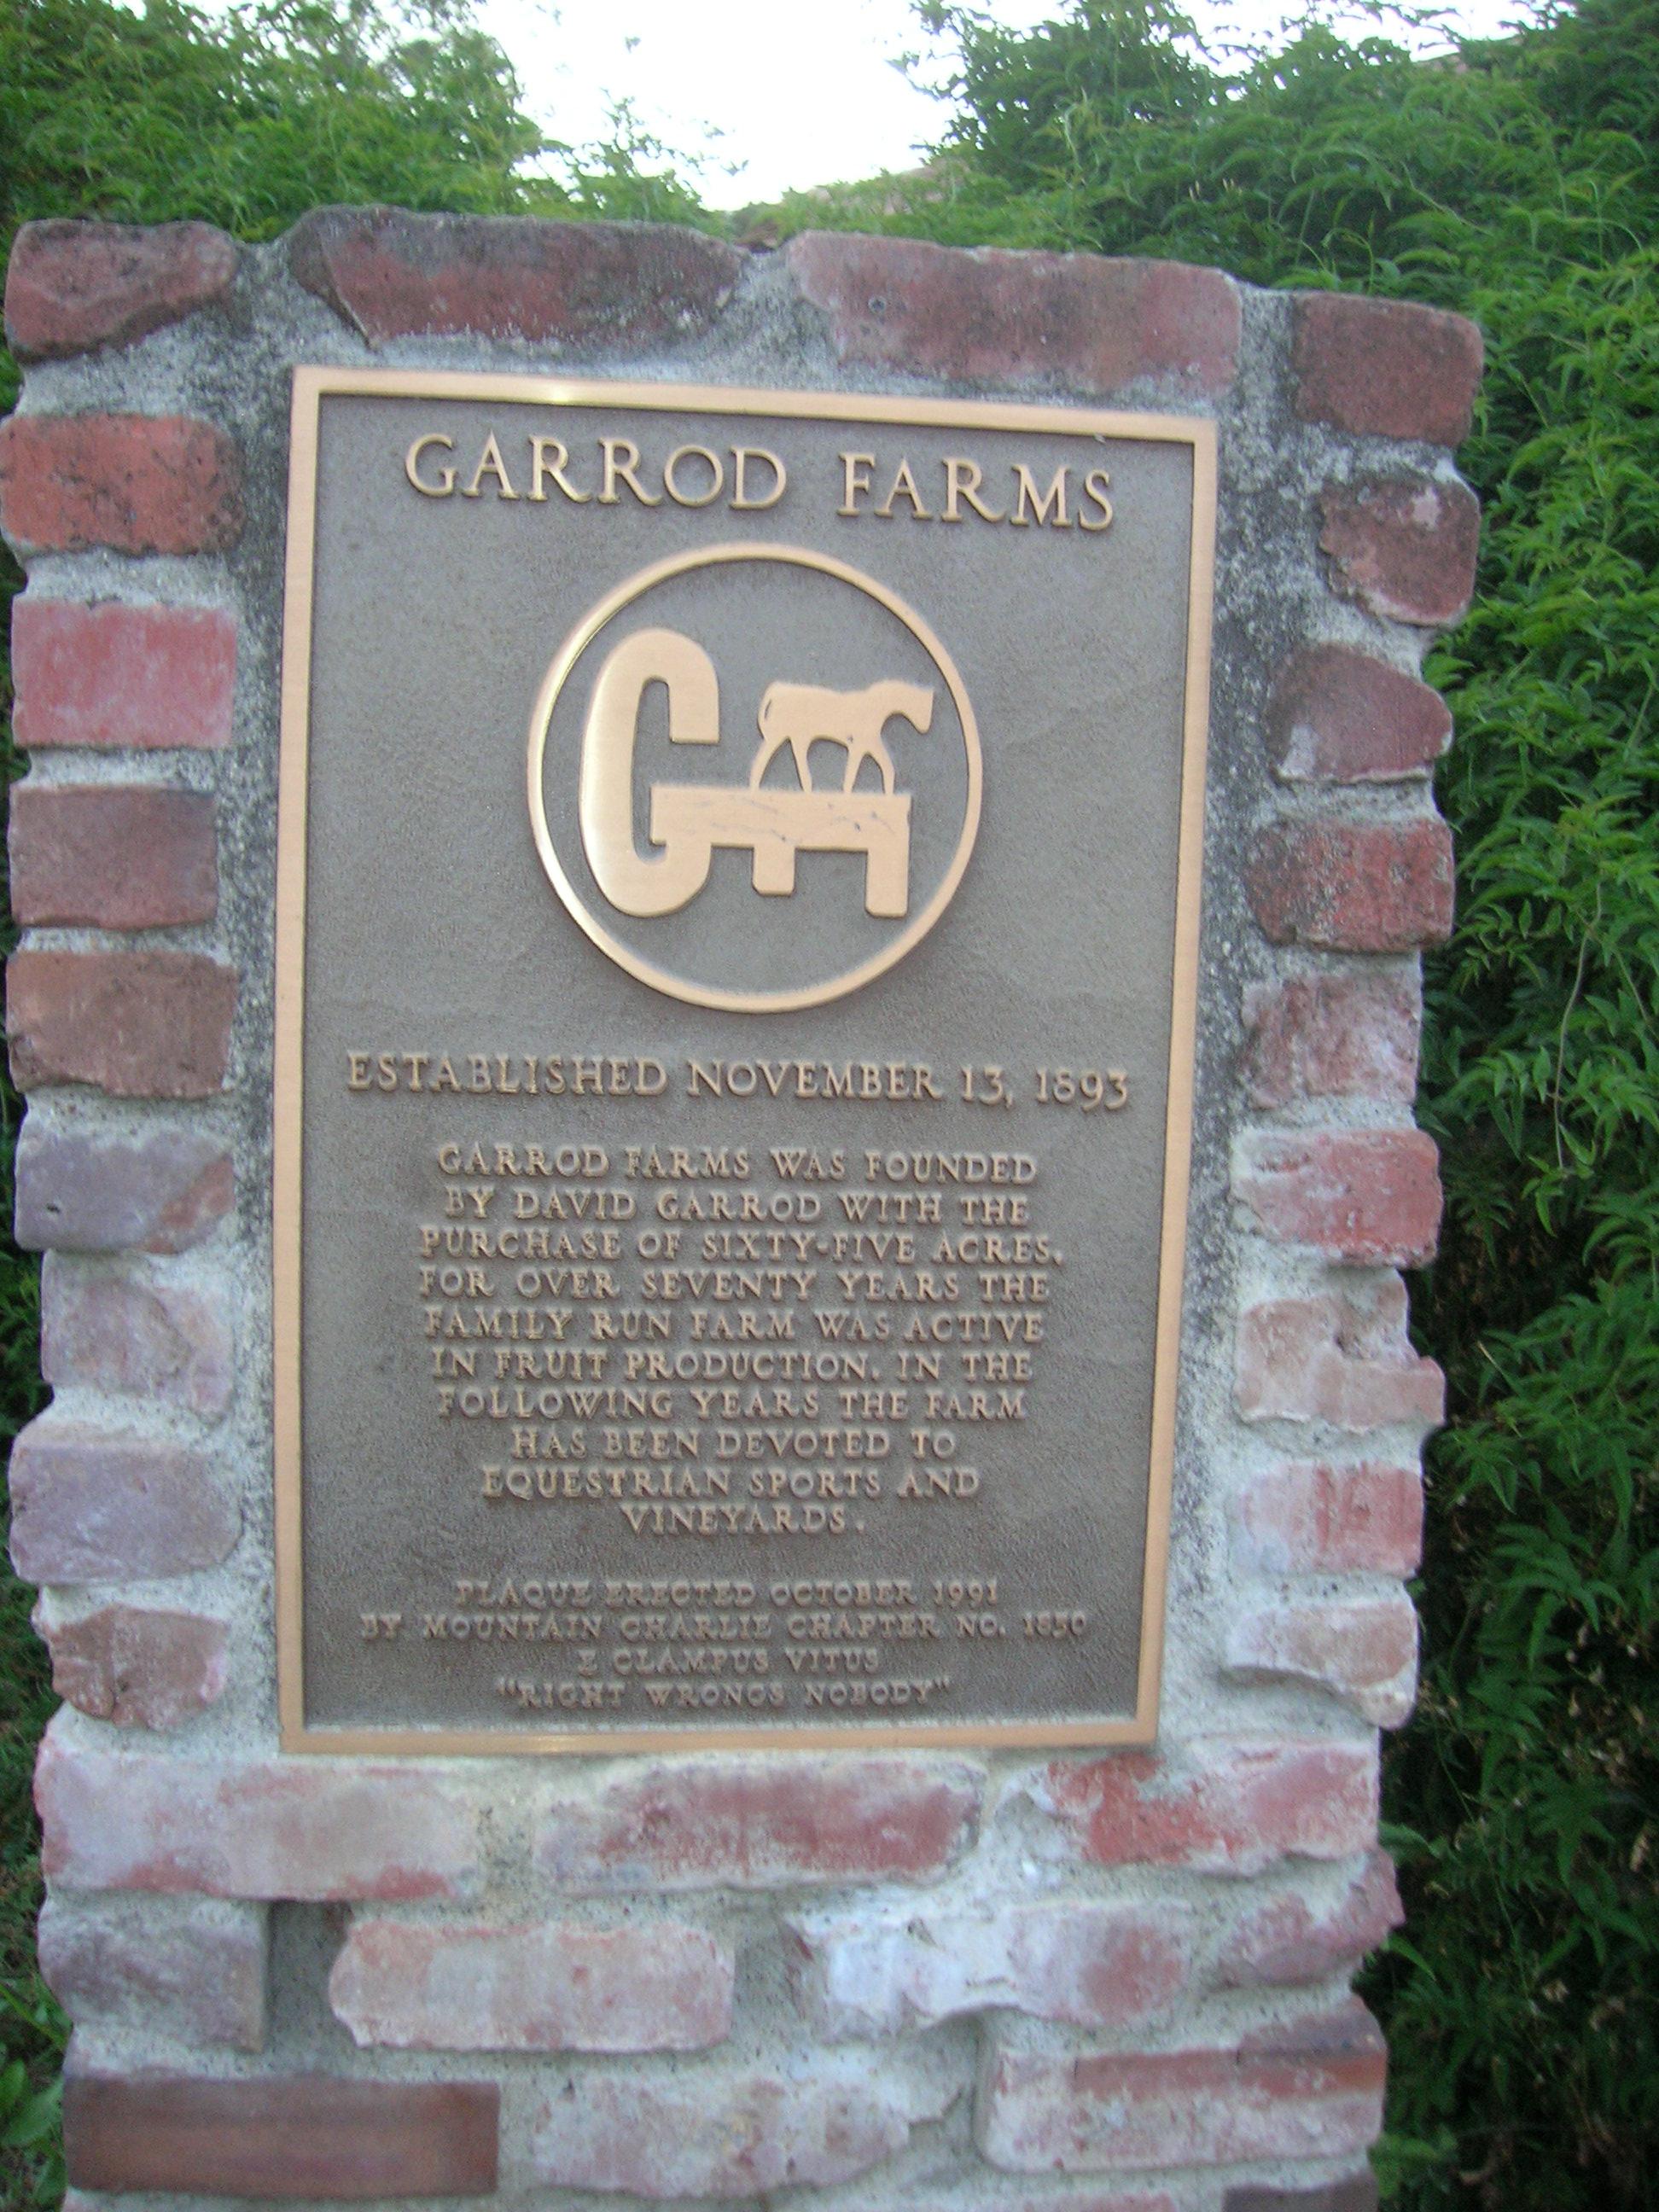 GARROD FARMS
G
ESTABLISHED NOVEMBER 13, 1893
GARROD FARMS WAS FOUNDED
BY DAVID GARROD WITH THE
PURCHASE OF SIXTY-FIVE ACRES.
FOR OVER SEVENTY YEARS THE
FAMILY RUN FARM WAS ACTIVE
IN FRUIT PRODUCTION. IN THE
FOLLOWING YEARS THE FARM
HAS BEEN DEVOTED TO
EQUESTRIAN SPORTS AND
VINEYARDS.
PLAQUE ERECTED OCTOBER 1991
BY MOUNTAIN CHARLIE CHAPTER NO. 1850
E CLAMPUS VITUS
"RIGHT WRONGS NOBODY"